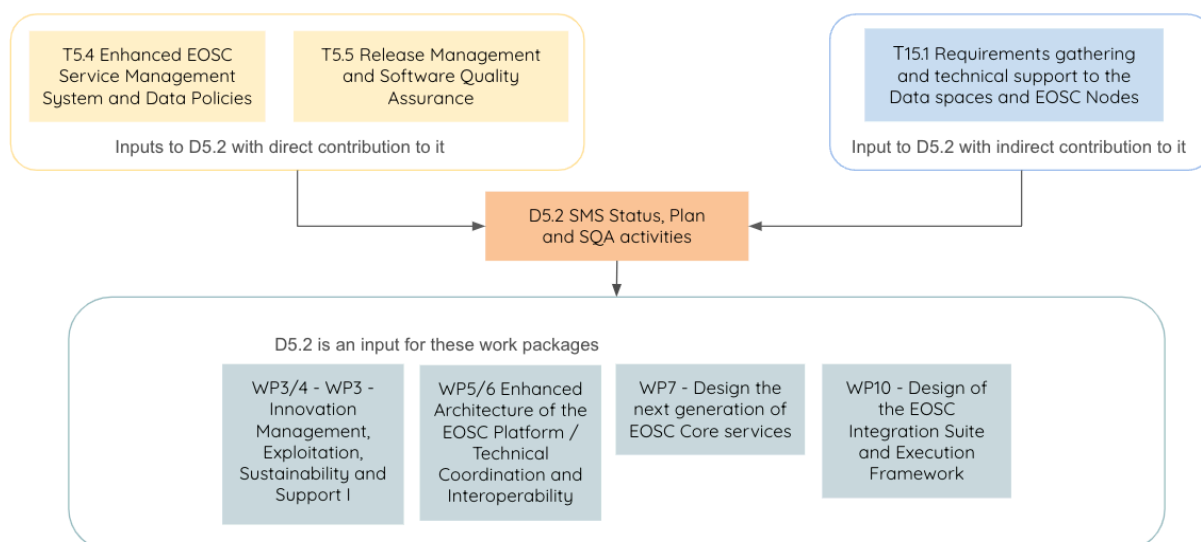 T5.4 Enhanced EOSC
Service Management
System and Data Policies
T5.5 Release Management
and Software Quality
Assurance
Inputs to D5.2 with direct contribution to it
T15.1 Requirements gathering
and technical support to the
Data spaces and EOSC Nodes
Input to D5.2 with indirect contribution to it
D5.2 SMS Status, Plan
and SQA activities
D5.2 is an input for these work packages
WP3/4 - WP3 -
Innovation
Management,
Exploitation,
Sustainability and
Support I
WP5/6 Enhanced
Architecture of the
EOSC Platform /
Technical
Coordination and
Interoperability
WP7 - Design the
next generation of
EOSC Core services
WP10 - Design of
the EOSC
Integration Suite
and Execution
Framework